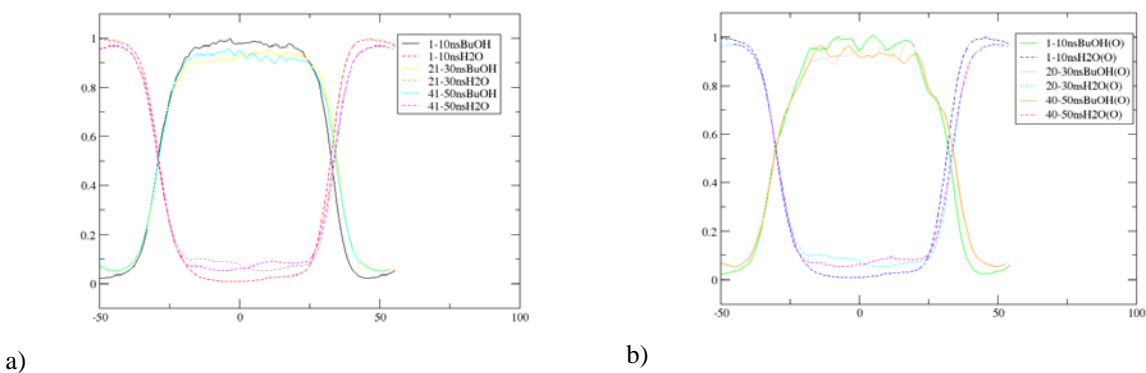 1
0.8
0.6
0.4
0.2
0
-50
0
50
100
1-10nsBuOH
1-10nsH2O
21-30nsBuOH
21-30nsH2O
41-50nsBuOH
41-50nsH2O
a)
1
0.8
0.6
0.4
0.2
0
-50
0
50
100
1-10nsBuOH(O)
1-10nsH2O(O)
20-30nsBuOH(O)
20-30nsH2O(O)
40-50nsBuOH(O)
40-50nsH2O(O)
b)